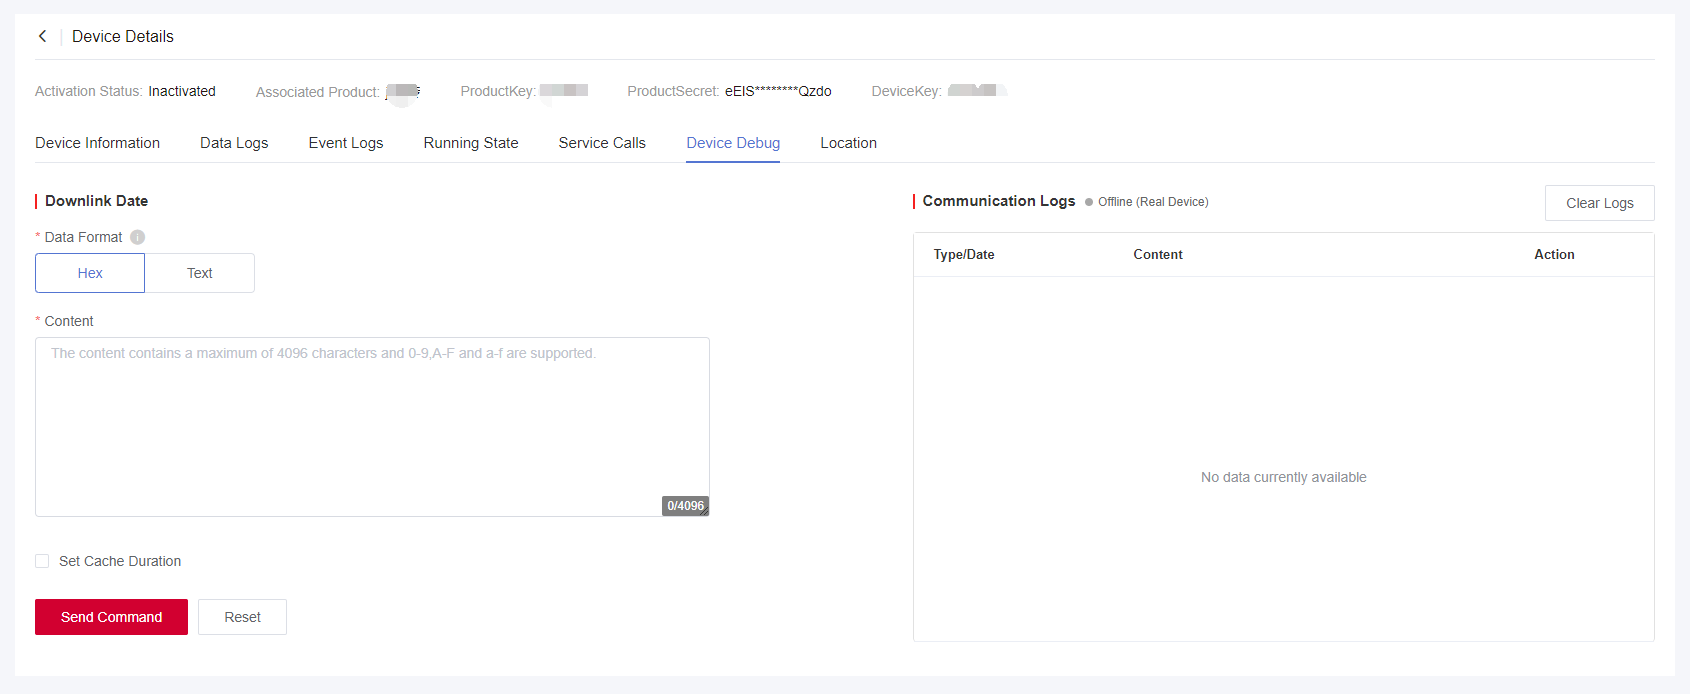 Device Details
Activation Status: Inactivated Associated Product: ProductKey: ProductSecret: eEIS********Qzdo DeviceKey:
Device Information Data Logs Event Logs Running State Service Calls Device Debug Location
Downlink Date
* Data Format
Hex Text
* Content
The content contains a maximum of 4096 characters and 0-9,A-F and a-f are supported.
0/4096
Set Cache Duration
Send Command Reset
Communication Logs Offline (Real Device) Clear Logs
Type/Date Content Action
No data currently available